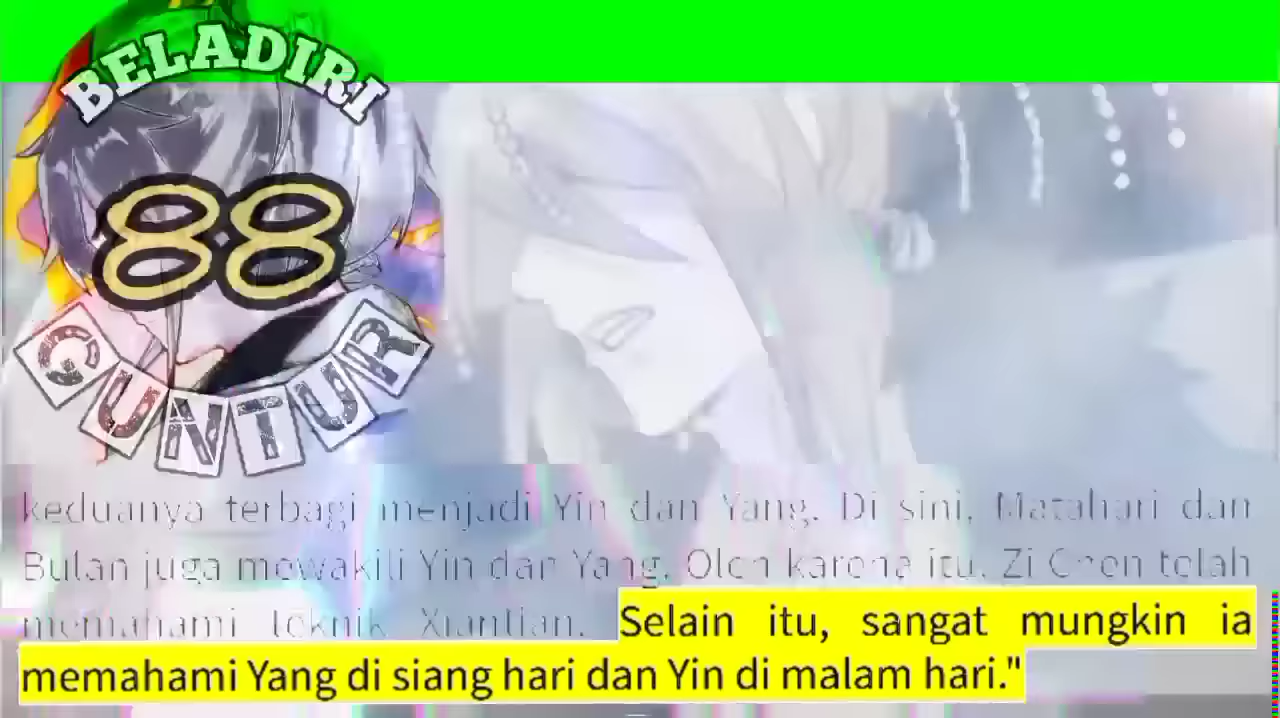 BELADIRI
88
GUNTUR
keduanya terbagi menjadi Yin dan Yang. Di sini, Matahari dan
Bulan juga mewakili Yin dan Yang. Oleh karena itu, Zi Chen telah
memahami teknik Xiantian. Selain itu, sangat mungkin ia
memahami Yang di siang hari dan Yin di malam hari."